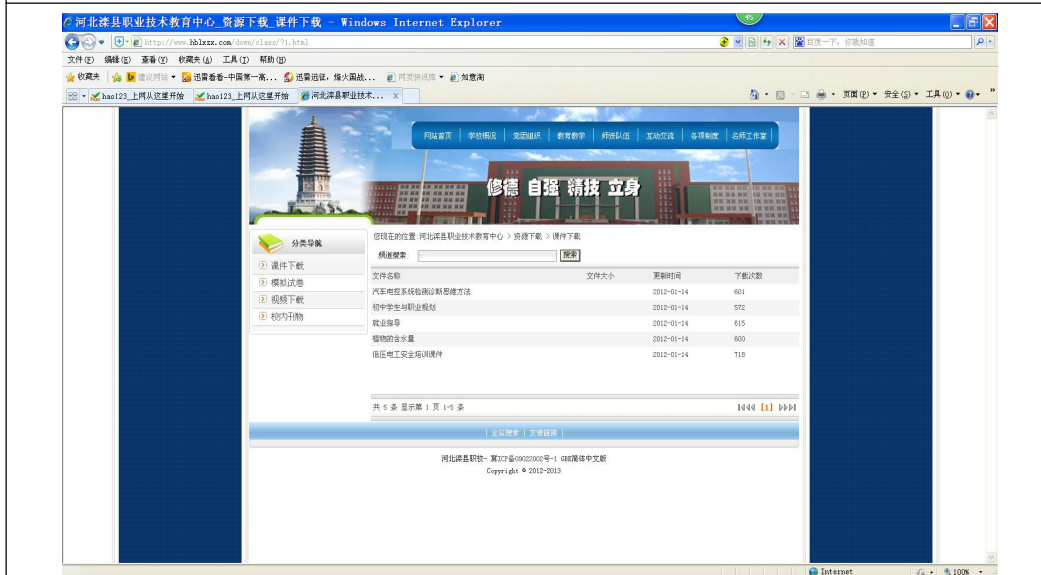 河北滦县职业技术教育中心_资源下载_课件下载 - Windows Internet Explorer
45
http://www.hblxzx.com/down/class/?1.html
百度一下,你就知道
文件(F) 编辑(E) 查看(V) 收藏夹(A) 工具(T) 帮助(H)
收藏夹 建议网站 迅雷看看-中国第一高... 迅雷远征，烽火国战... 网页快讯库 加意淘
hao123_上网从这里开始 hao123_上网从这里开始 河北滦县职业技术... x 页面(P) 安全(S) 工具(O)
网站首页 | 学校概况 | 党团组织 | 教育教学 | 师资队伍 | 互动交流 | 各项制度 | 名师工作室
修德 自强 精技 立身
分类导航
课件下载
模拟试卷
视频下载
校内刊物
您现在的位置:河北滦县职业技术教育中心 > 资源下载 > 课件下载
频道搜索: 搜索
文件名称 文件大小 更新时间 下载次数
汽车电控系统检测诊断思维方法 2012-01-14 601
初中学生与职业规划 2012-01-14 572
就业指导 2012-01-14 615
植物的含水量 2012-01-14 600
低压电工安全培训课件 2012-01-14 718
共 5 条 显示第 1 页 1-5 条 [1]
| 全站搜索 | 友情链接 |
河北滦县职教- 冀ICP备09022002号-1 GBK简体中文版
Copyright © 2012-2013
Internet 100%